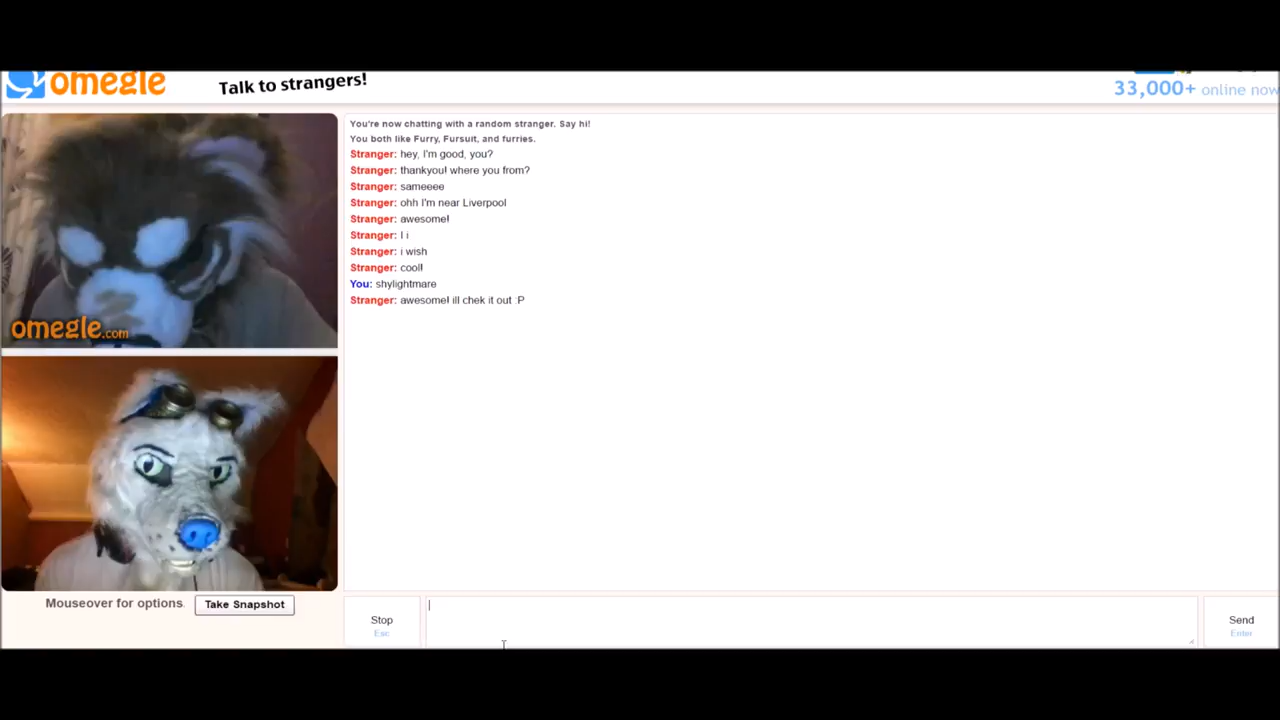 omegle
Talk to strangers!
33,000+ online now
You're now chatting with a random stranger. Say hi!
You both like Furry, Fursuit, and furries.
Stranger: hey, I'm good, you?
Stranger: thankyou! where you from?
Stranger: sameeee
Stranger: ohh I'm near Liverpool
Stranger: awesome!
Stranger: I i
Stranger: i wish
Stranger: cool!
You: shylightmare
Stranger: awesome! ill chek it out :P
omegle.com
Mouseover for options.
Take Snapshot
Stop
Esc
Send
Enter